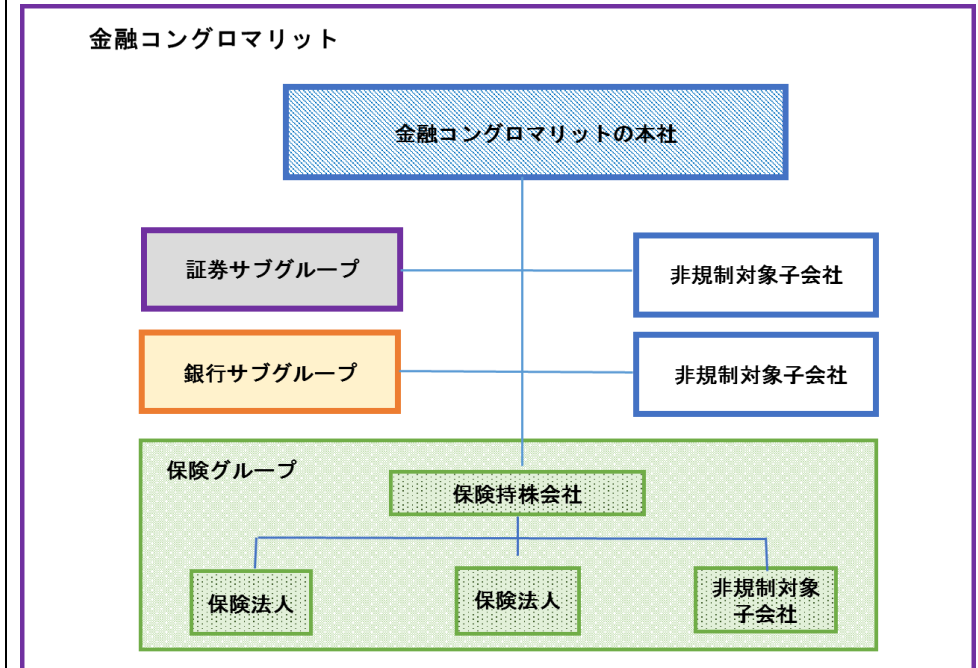 金融コングロマリット
金融コングロマリットの本社
証券サブグループ
非規制対象子会社
銀行サブグループ
非規制対象子会社
保険グループ
保険持株会社
保険法人
保険法人
非規制対象
子会社